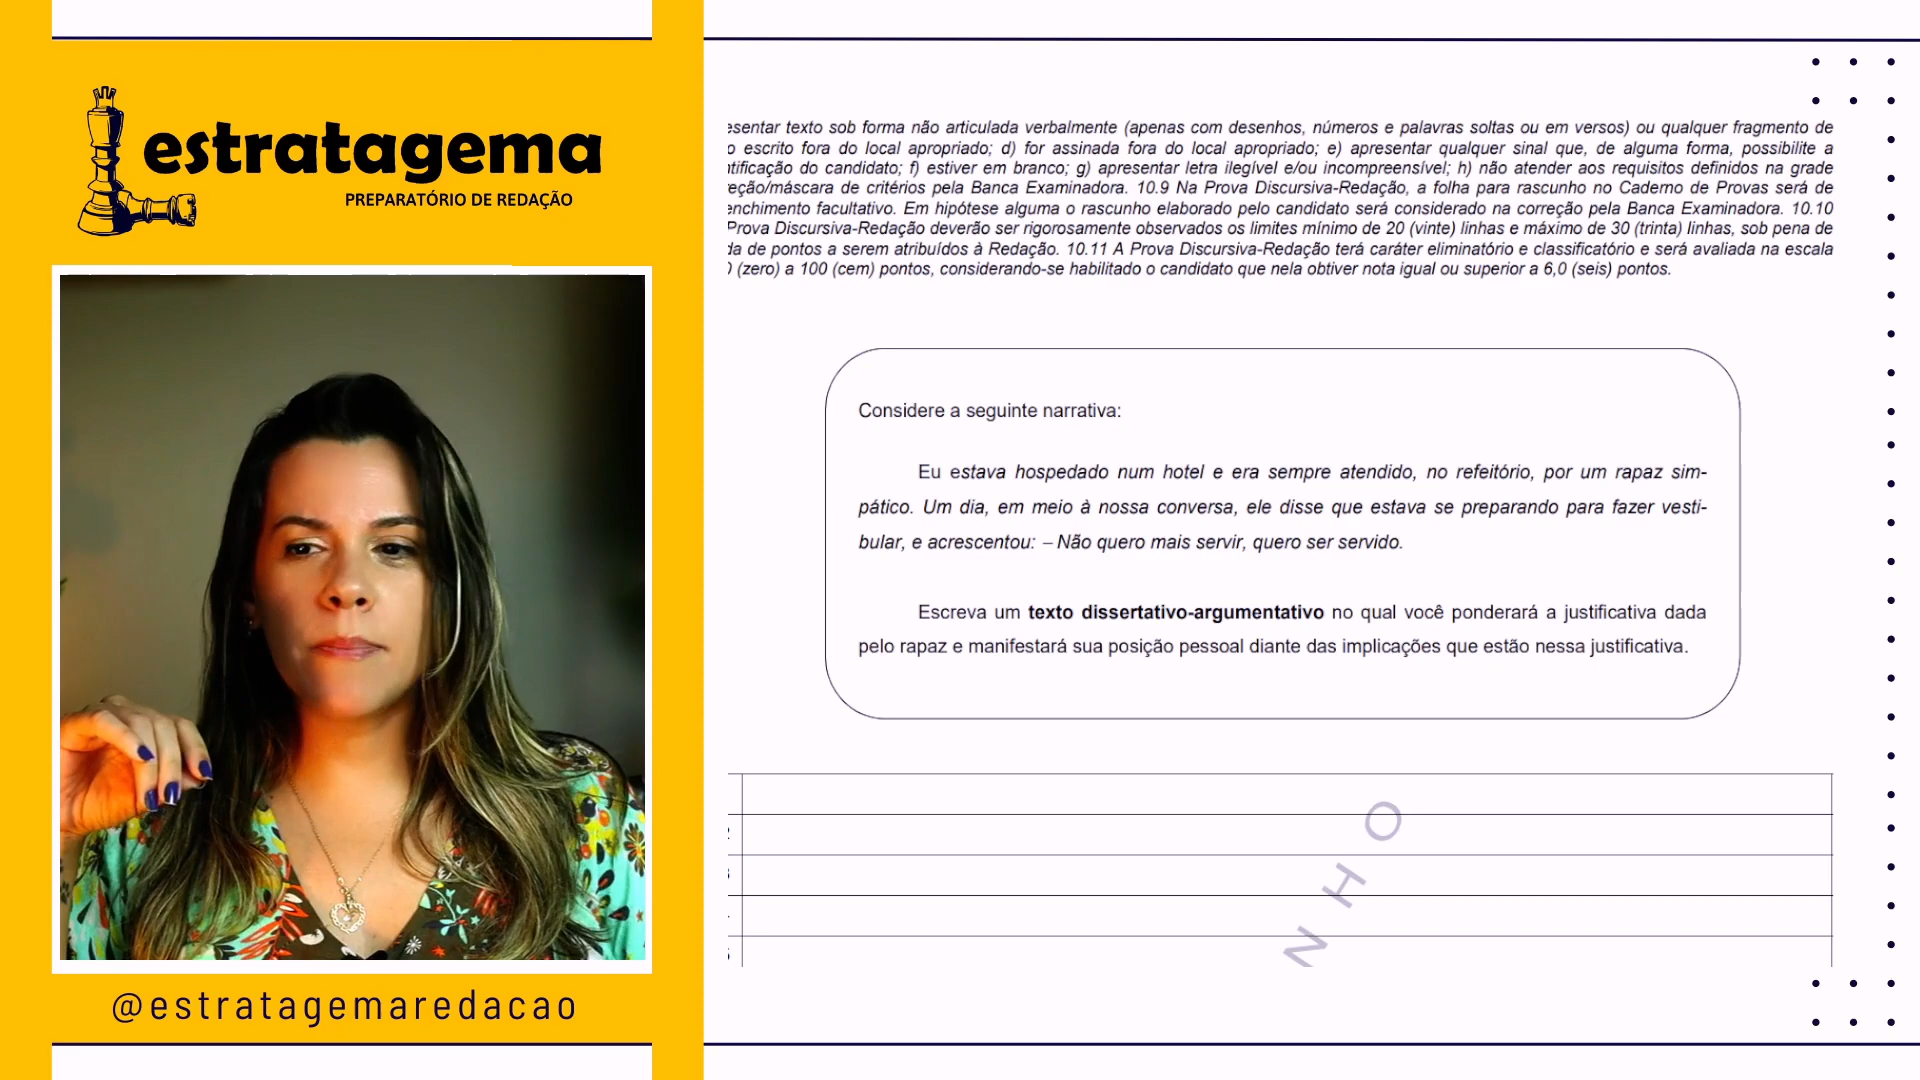 estratagema
PREPARATÓRIO DE REDAÇÃO
@estratagemaredacao
texto sob forma não articulada verbalmente (apenas com desenhos, números e palavras soltas ou em versos) ou qualquer fragmento de
escrito fora do local apropriado; d) for assinada fora do local apropriado; e) apresentar qualquer sinal que, de alguma forma, possibilite a
do candidato; f) estiver em branco; g) apresentar letra ilegível e/ou incompreensível; h) não atender aos requisitos definidos na grade
de critérios pela Banca Examinadora. 10.9 Na Prova Discursiva-Redação, a folha para rascunho no Caderno de Provas será de
facultativo. Em hipótese alguma o rascunho elaborado pelo candidato será considerado na correção pela Banca Examinadora. 10.10
Prova Discursiva-Redação deverão ser rigorosamente observados os limites mínimo de 20 (vinte) linhas e máximo de 30 (trinta) linhas, sob pena de
de pontos a serem atribuídos à Redação. 10.11 A Prova Discursiva-Redação terá caráter eliminatório e classificatório e será avaliada na escala
(zero) a 100 (cem) pontos, considerando-se habilitado o candidato que nela obtiver nota igual ou superior a 6,0 (seis) pontos.
Considere a seguinte narrativa:
Eu estava hospedado num hotel e era sempre atendido, no refeitório, por um rapaz sim-
pático. Um dia, em meio à nossa conversa, ele disse que estava se preparando para fazer vesti-
bular, e acrescentou: – Não quero mais servir, quero ser servido.
Escreva um texto dissertativo-argumentativo no qual você ponderará a justificativa dada
pelo rapaz e manifestará sua posição pessoal diante das implicações que estão nessa justificativa.
N H O